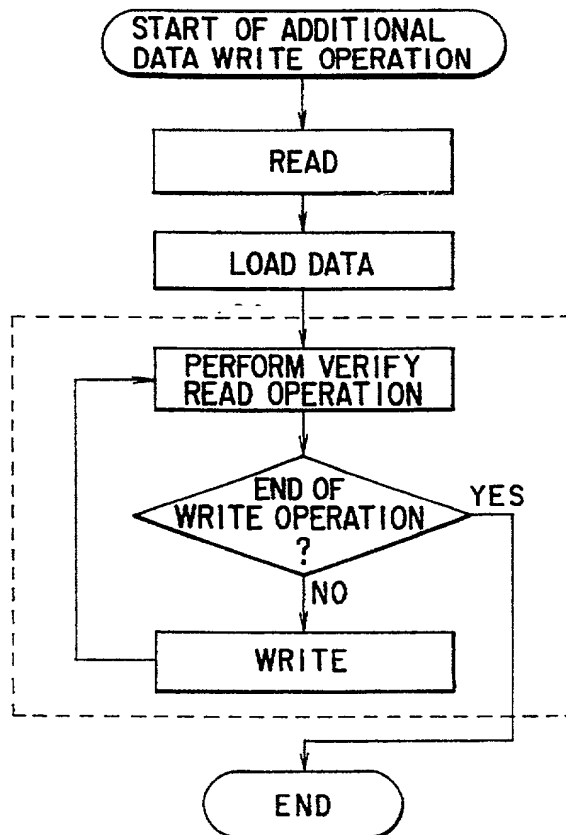 START OF ADDITIONAL
DATA WRITE OPERATION
READ
LOAD DATA
PERFORM VERIFY
READ OPERATION
END OF
WRITE OPERATION
?
YES
NO
WRITE
END